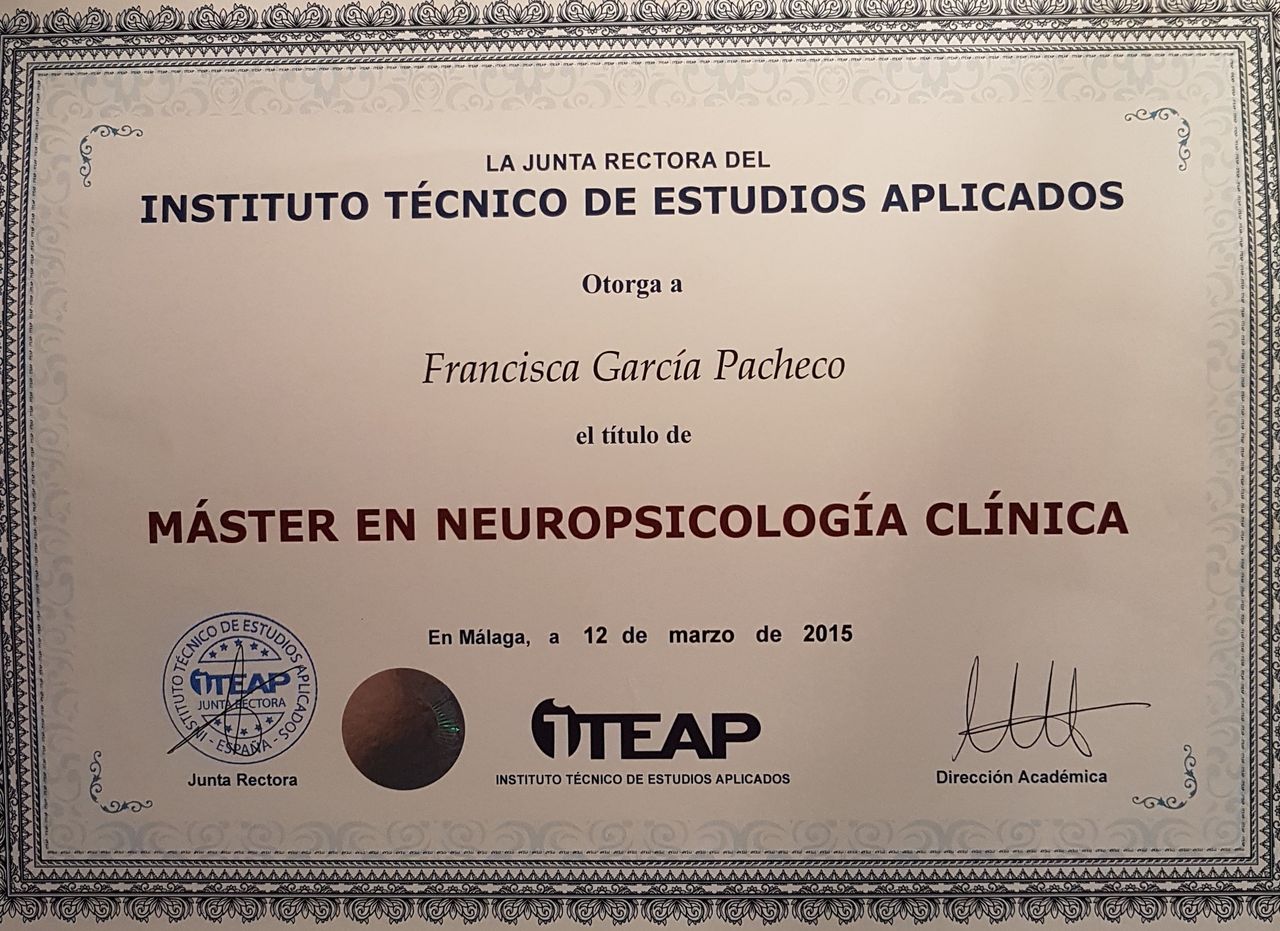 LA JUNTA RECTORA DEL
INSTITUTO TÉCNICO DE ESTUDIOS APLICADOS
Otorga a
Francisca García Pacheco
el título de
MÁSTER EN NEUROPSICOLOGÍA CLÍNICA
En Málaga, a 12 de marzo de 2015
INSTITUTO TÉCNICO DE ESTUDIOS APLICADOS
ITEAP
JUNTA RECTORA
- ESPAÑA -
Junta Rectora
ITEAP
INSTITUTO TÉCNICO DE ESTUDIOS APLICADOS
Dirección Académica